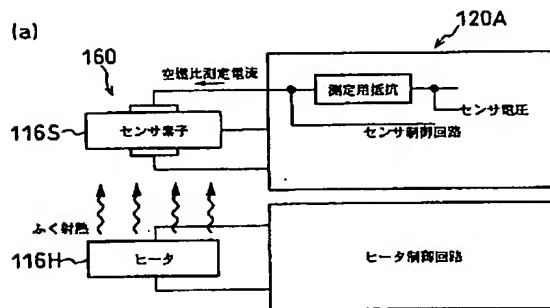 (a)
120A
160
空燃比測定電流
測定用抵抗
センサ電圧
116S
センサ素子
センサ制御回路
ふく射熱
116H
ヒータ
ヒータ制御回路